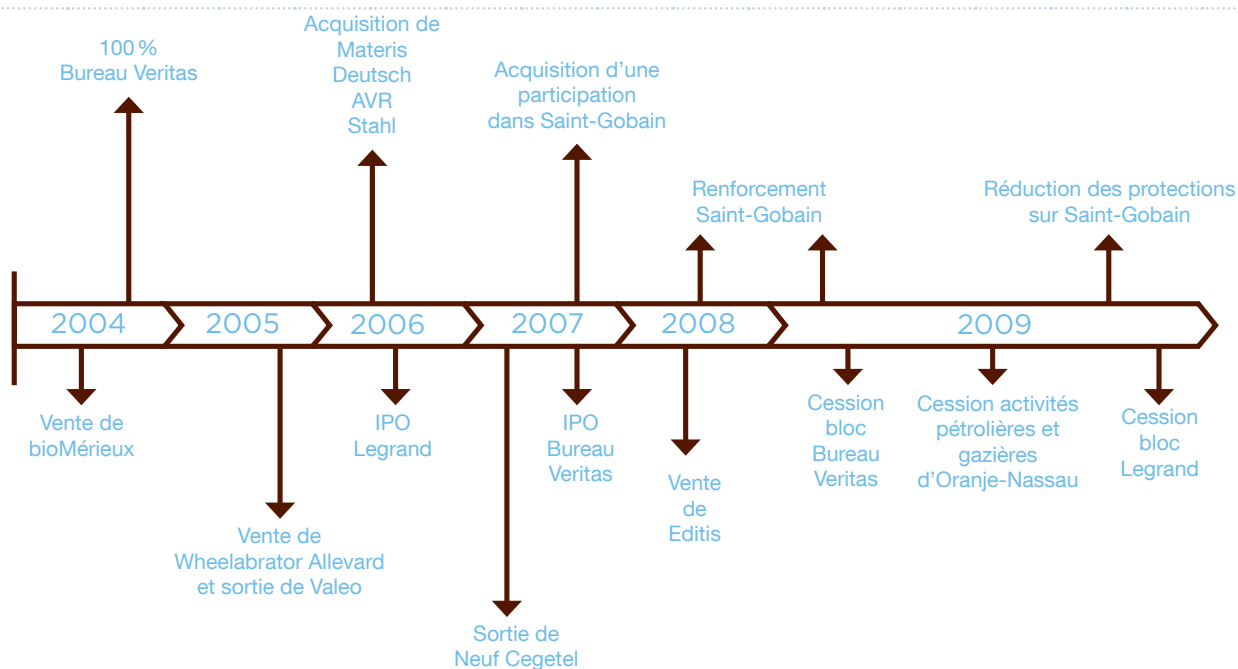 100 %
Bureau Veritas
Acquisition de
Materis
Deutsch
AVR
Stahl
Acquisition d’une
participation
dans Saint-Gobain
Renforcement
Saint-Gobain
Réduction des protections
sur Saint-Gobain
2004
2005
2006
2007
2008
2009
Vente de
bioMérieux
Vente de
Wheelabrator Allevard
et sortie de Valeo
IPO
Legrand
Sortie de
Neuf Cegetel
IPO
Bureau
Veritas
Vente
de
Editis
Cession
bloc
Bureau
Veritas
Cession activités
pétrolières et
gazières
d’Oranje-Nassau
Cession
bloc
Legrand